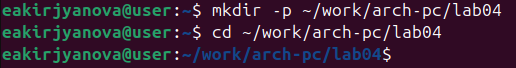 eakirjyanova@user:~$ mkdir -p ~/work/arch-pc/lab04
eakirjyanova@user:~$ cd ~/work/arch-pc/lab04
eakirjyanova@user:~/work/arch-pc/lab04$